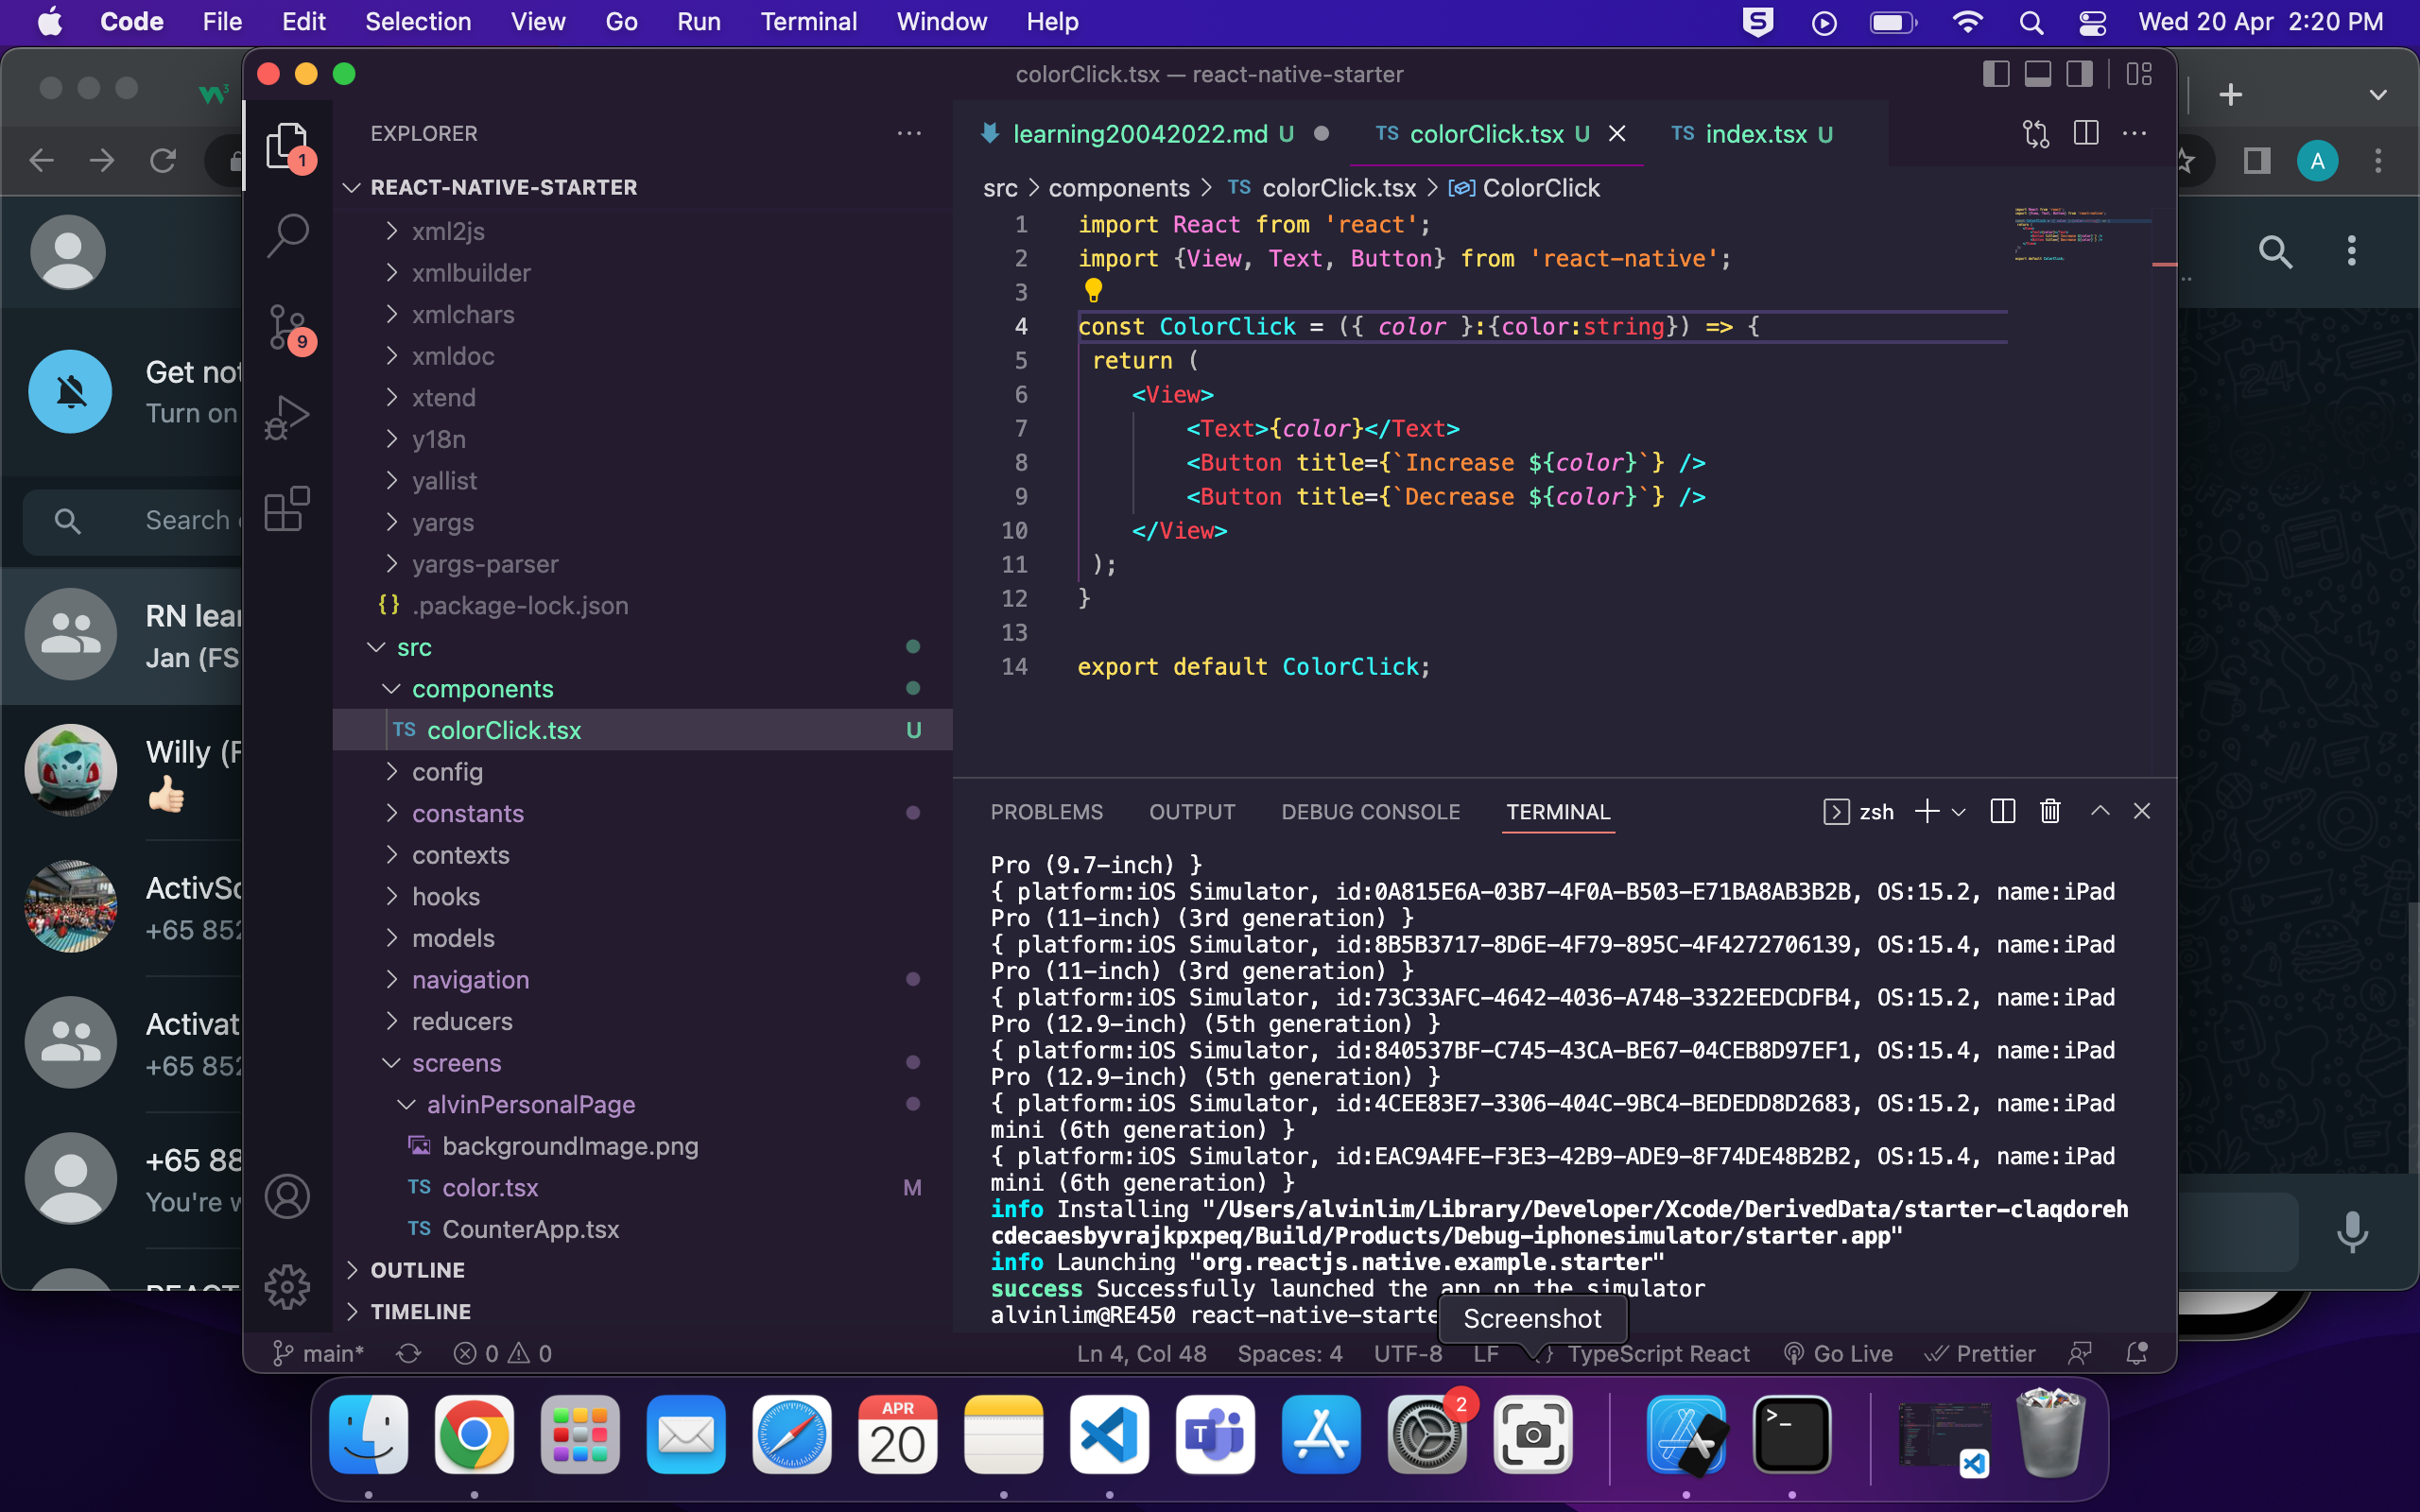 Code File Edit Selection View Go Run Terminal Window Help
Wed 20 Apr 2:20 PM
colorClick.tsx — react-native-starter
EXPLORER
REACT-NATIVE-STARTER
xml2js
xmlbuilder
xmlchars
xmldoc
xtend
y18n
yallist
yargs
yargs-parser
{} .package-lock.json
src
components
TS colorClick.tsx U
config
constants
contexts
hooks
models
navigation
reducers
screens
alvinPersonalPage
backgroundImage.png
TS color.tsx M
TS CounterApp.tsx
OUTLINE
TIMELINE
1
9
learning20042022.md U
TS colorClick.tsx U
TS index.tsx U
src > components > TS colorClick.tsx > ColorClick
1 import React from 'react';
2 import {View, Text, Button} from 'react-native';
3
4 const ColorClick = ({ color }:{color:string}) => {
5 return (
6 <View>
7 <Text>{color}</Text>
8 <Button title={`Increase ${color}`} />
9 <Button title={`Decrease ${color}`} />
10 </View>
11 );
12 }
13
14 export default ColorClick;
PROBLEMS OUTPUT DEBUG CONSOLE TERMINAL
zsh
Pro (9.7-inch) }
{ platform:iOS Simulator, id:0A815E6A-03B7-4F0A-B503-E71BA8AB3B2B, OS:15.2, name:iPad
Pro (11-inch) (3rd generation) }
{ platform:iOS Simulator, id:8B5B3717-8D6E-4F79-895C-4F4272706139, OS:15.4, name:iPad
Pro (11-inch) (3rd generation) }
{ platform:iOS Simulator, id:73C33AFC-4642-4036-A748-3322EEDCDFB4, OS:15.2, name:iPad
Pro (12.9-inch) (5th generation) }
{ platform:iOS Simulator, id:840537BF-C745-43CA-BE67-04CEB8D97EF1, OS:15.4, name:iPad
Pro (12.9-inch) (5th generation) }
{ platform:iOS Simulator, id:4CEE83E7-3306-404C-9BC4-BEDEDD8D2683, OS:15.2, name:iPad
mini (6th generation) }
{ platform:iOS Simulator, id:EAC9A4FE-F3E3-42B9-ADE9-8F74DE48B2B2, OS:15.4, name:iPad
mini (6th generation) }
info Installing "/Users/alvinlim/Library/Developer/Xcode/DerivedData/starter-claqdoreh
cdecaesbyvrajkpxpeq/Build/Products/Debug-iphonesimulator/starter.app"
info Launching "org.reactjs.native.example.starter"
success Successfully launched the app on the simulator
alvinlim@RE450 react-native-starte
Screenshot
main* 0 0 Ln 4, Col 48 Spaces: 4 UTF-8 LF TypeScript React Go Live Prettier
Get not
Turn on
Search
RN lear
Jan (FS
Willy (F
ActivSc
+65 852
Activat
+65 852
+65 88
You're w
A
APR
20
2